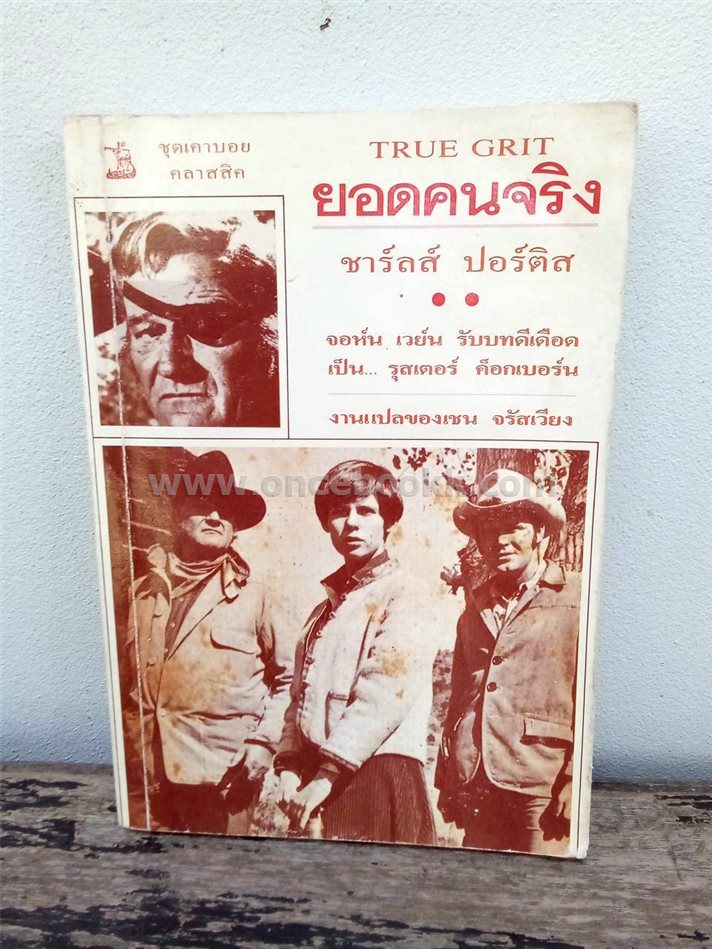 ชุดเคาบอย
คลาสสิค
TRUE GRIT
ยอดคนจริง
ชาร์ลส์ ปอร์ติส
จอห์น เวย์น รับบทดีเดือด
เป็น... รุสเตอร์ ค็อกเบอร์น
งานแปลของเชน จรัสเวียง
www.oncebookk.com